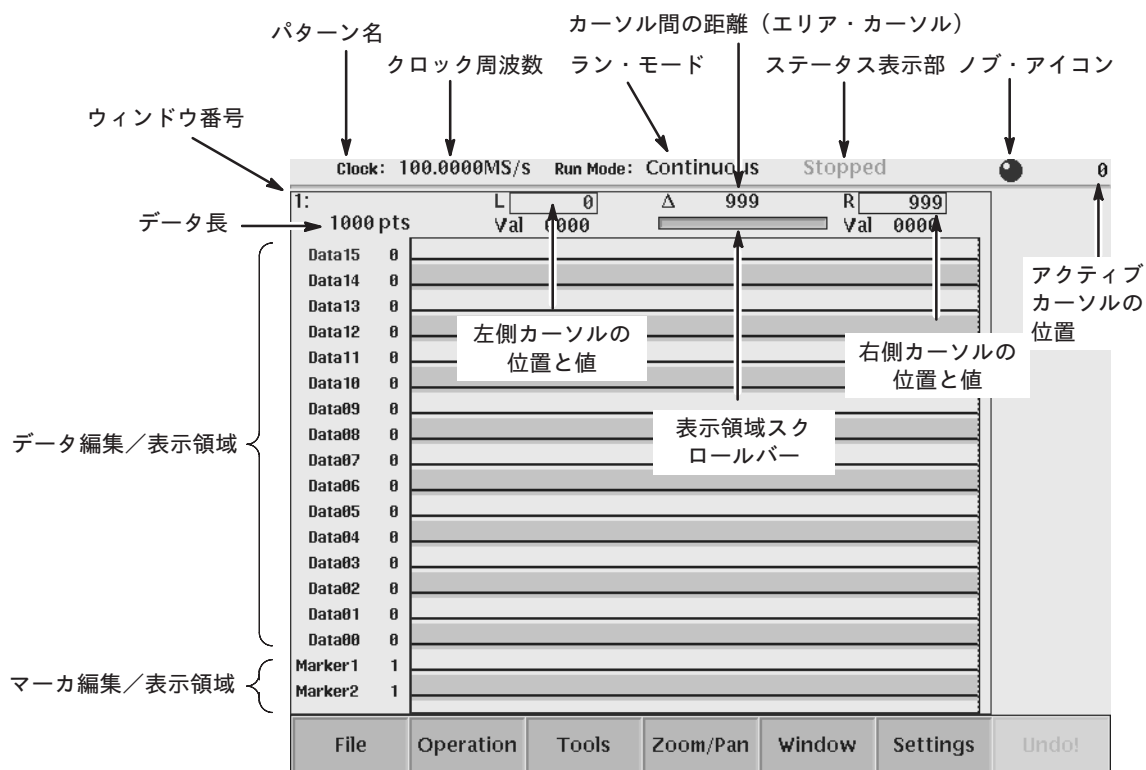 カーソル間の距離（エリア・カーソル）
パターン名
クロック周波数
ラン・モード
ステータス表示部
ノブ・アイコン
ウィンドウ番号
Clock: 100.0000MS/s Run Mode: Continuous Stopped 0
1: L 0 Δ 999 R 999
データ長
1000 pts Val 0000 Val 0000
アクティブ
カーソルの
位置
左側カーソルの
位置と値
右側カーソルの
位置と値
表示領域スク
ロールバー
データ編集／表示領域
Data15 0
Data14 0
Data13 0
Data12 0
Data11 0
Data10 0
Data09 0
Data08 0
Data07 0
Data06 0
Data05 0
Data04 0
Data03 0
Data02 0
Data01 0
Data00 0
マーカ編集／表示領域
Marker1 1
Marker2 1
File Operation Tools Zoom/Pan Window Settings Undo!